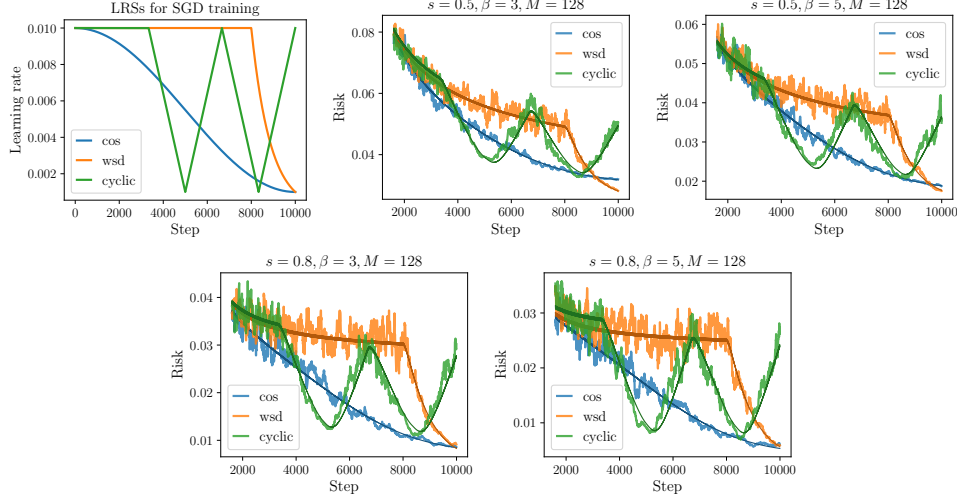 LRSs for SGD training
Learning rate
0.010
0.008
0.006
0.004
0.002
cos
wsd
cyclic
0
2000
4000
6000
8000
10000
Step
s = 0.5, β = 3, M = 128
Risk
0.08
0.06
0.04
cos
wsd
cyclic
2000
4000
6000
8000
10000
Step
s = 0.5, β = 5, M = 128
Risk
0.06
0.05
0.04
0.03
0.02
cos
wsd
cyclic
2000
4000
6000
8000
10000
Step
s = 0.8, β = 3, M = 128
Risk
0.04
0.03
0.02
0.01
cos
wsd
cyclic
2000
4000
6000
8000
10000
Step
s = 0.8, β = 5, M = 128
Risk
0.03
0.02
0.01
cos
wsd
cyclic
2000
4000
6000
8000
10000
Step